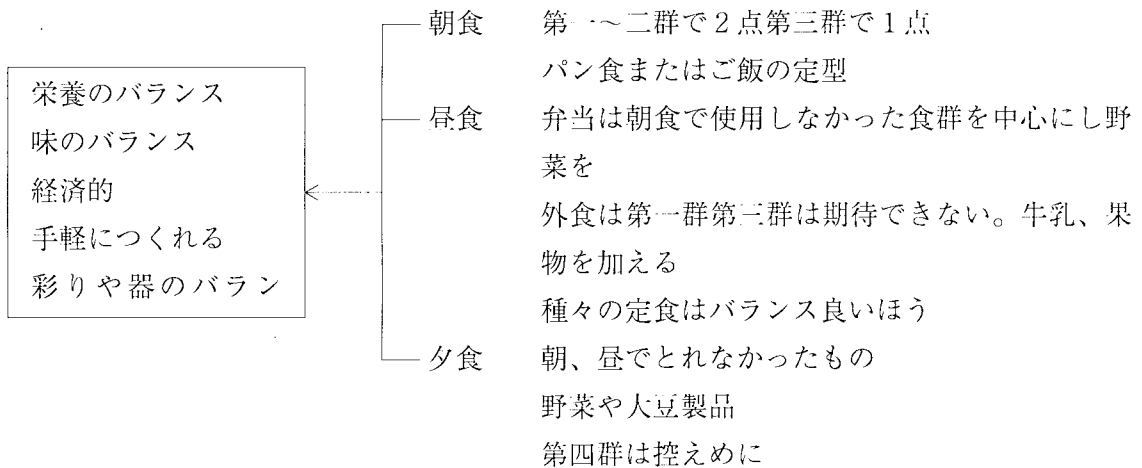 栄養のバランス
味のバランス
経済的
手軽につくれる
彩りや器のバラン
朝食 第一~二群で2点第三群で1点
パン食またはご飯の定型
昼食 弁当は朝食で使用しなかった食群を中心にし野
菜を
外食は第一群第三群は期待できない。牛乳、果
物を加える
種々の定食はバランス良いほう
夕食 朝、昼でとれなかったもの
野菜や大豆製品
第四群は控えめに